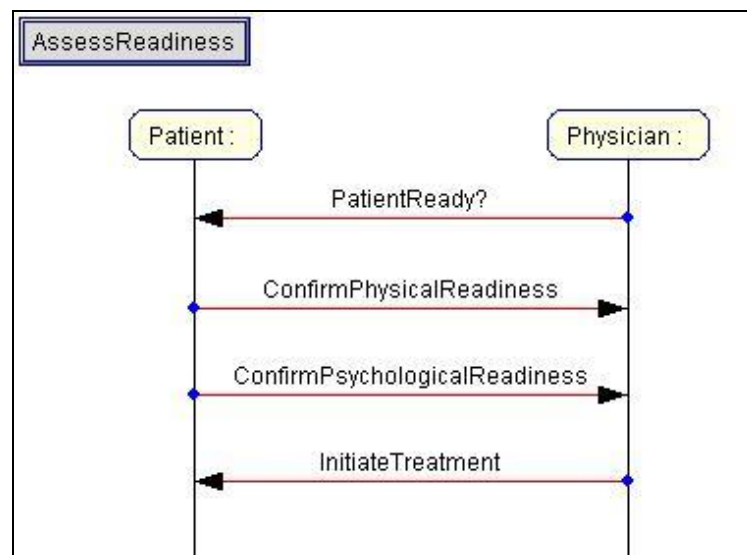 AssessReadiness
Patient :
Physician :
PatientReady?
ConfirmPhysicalReadiness
ConfirmPsychologicalReadiness
InitiateTreatment